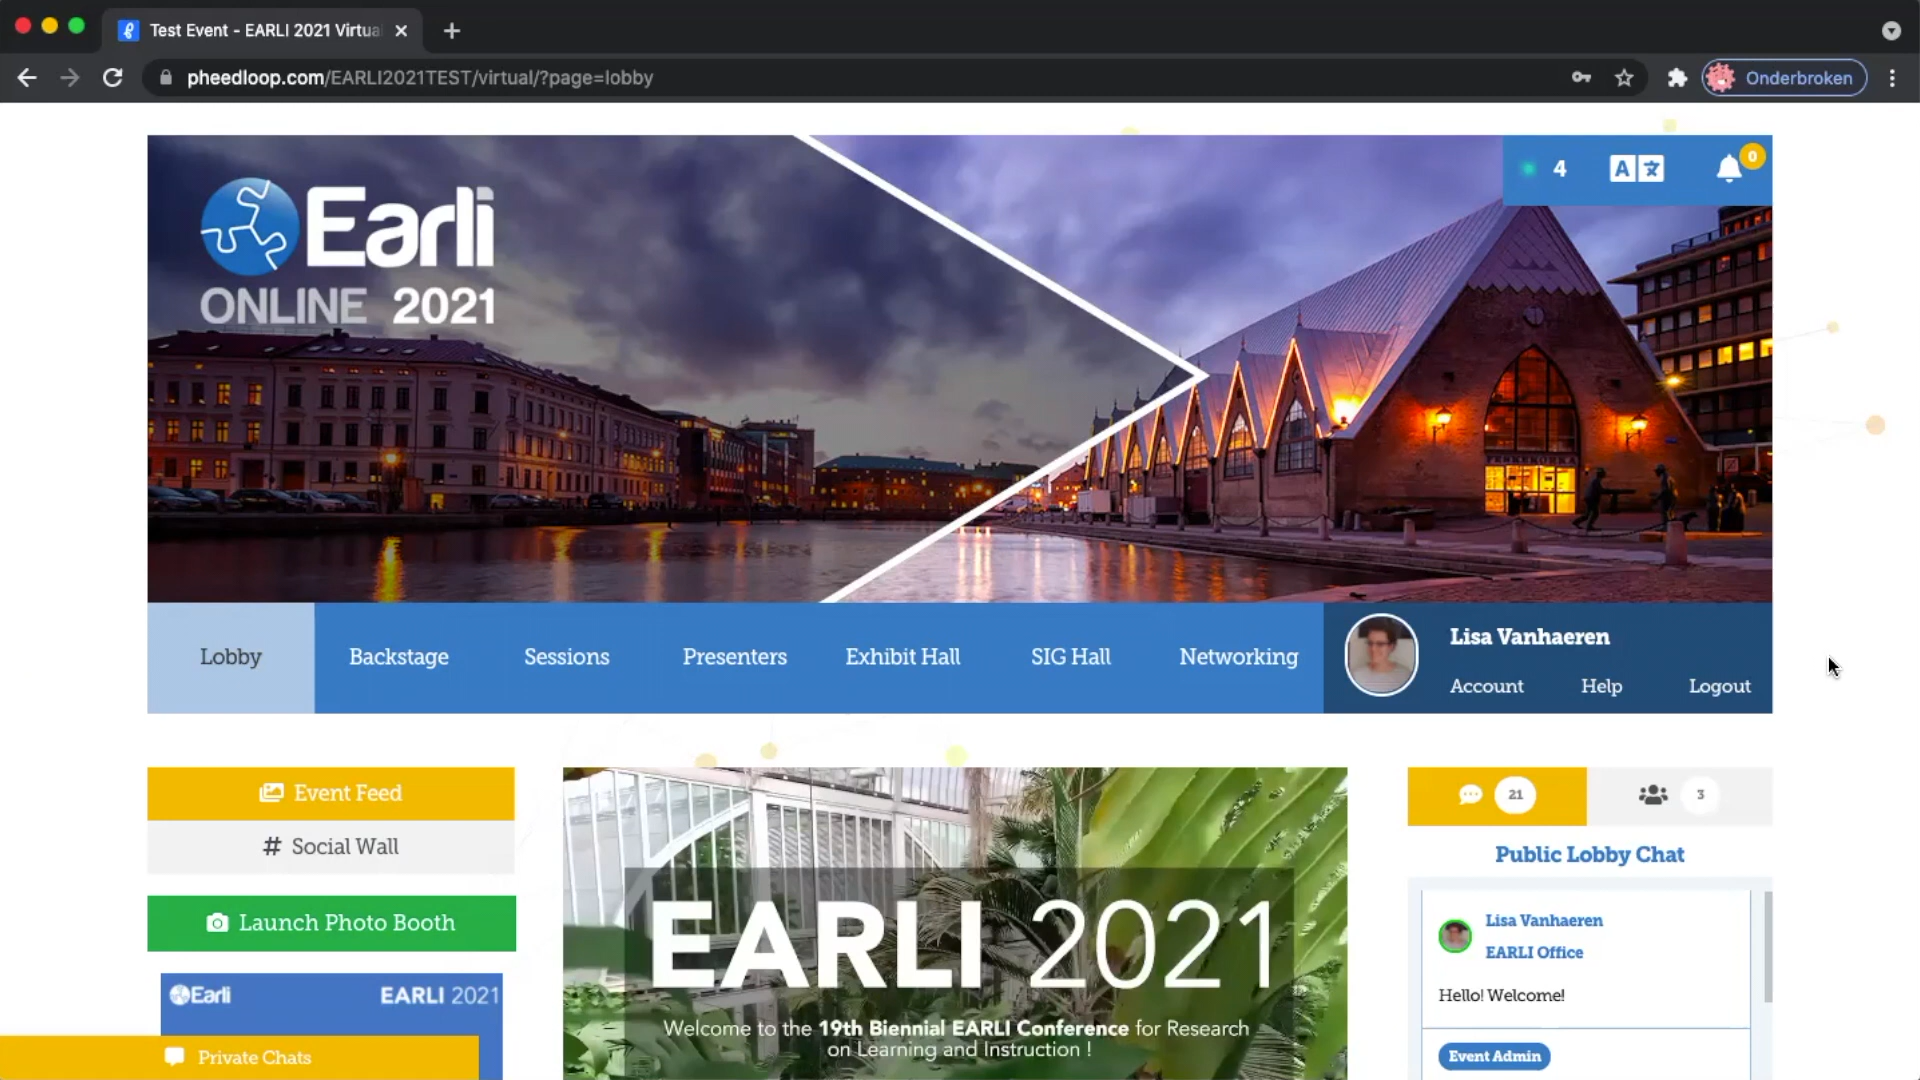 Test Event - EARLI 2021 Virtua
pheedloop.com/EARLI2021TEST/virtual/?page=lobby
Onderbroken
Earli
ONLINE 2021
4
A
0
Lobby
Backstage
Sessions
Presenters
Exhibit Hall
SIG Hall
Networking
Lisa Vanhaeren
Account
Help
Logout
Event Feed
# Social Wall
Launch Photo Booth
Earli
EARLI 2021
Private Chats
EARLI 2021
Welcome to the 19th Biennial EARLI Conference for Research
on Learning and Instruction !
21
3
Public Lobby Chat
Lisa Vanhaeren
EARLI Office
Hello! Welcome!
Event Admin